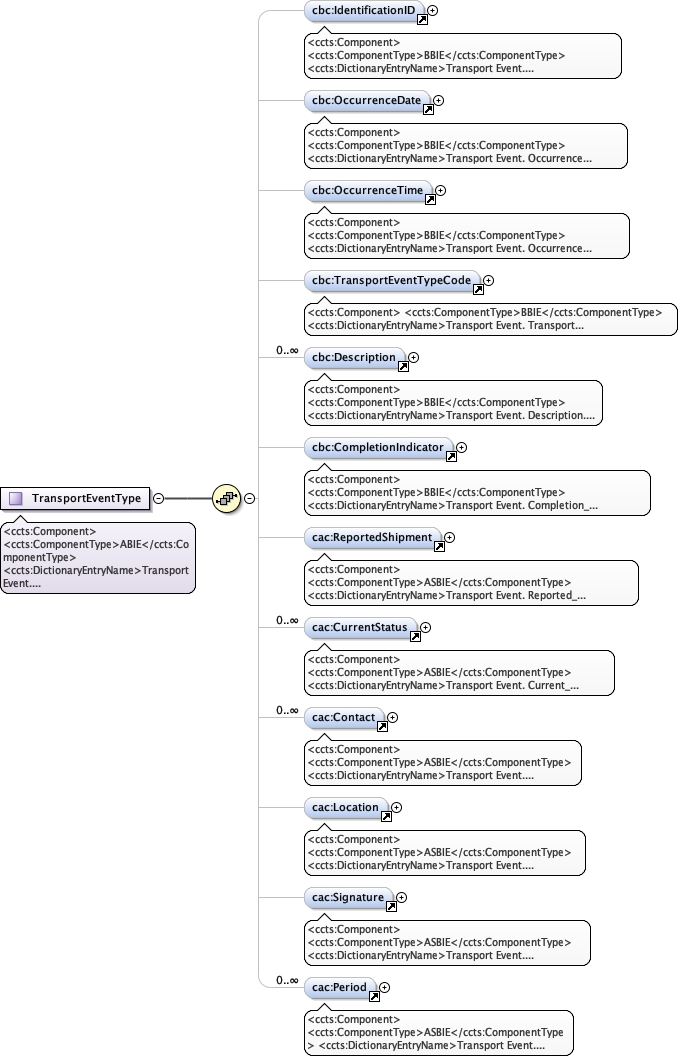 cbc:IdentificationID
<ccts:Component>
<ccts:ComponentType>BBIE</ccts:ComponentType>
<ccts:DictionaryEntryName>Transport Event....
cbc:OccurrenceDate
<ccts:Component>
<ccts:ComponentType>BBIE</ccts:ComponentType>
<ccts:DictionaryEntryName>Transport Event. Occurrence...
cbc:OccurrenceTime
<ccts:Component>
<ccts:ComponentType>BBIE</ccts:ComponentType>
<ccts:DictionaryEntryName>Transport Event. Occurrence...
cbc:TransportEventTypeCode
<ccts:Component> <ccts:ComponentType>BBIE</ccts:ComponentType>
<ccts:DictionaryEntryName>Transport Event. Transport...
0..∞
cbc:Description
<ccts:Component>
<ccts:ComponentType>BBIE</ccts:ComponentType>
<ccts:DictionaryEntryName>Transport Event. Description....
cbc:CompletionIndicator
<ccts:Component>
<ccts:ComponentType>BBIE</ccts:ComponentType>
<ccts:DictionaryEntryName>Transport Event. Completion_...
TransportEventType
<ccts:Component>
<ccts:ComponentType>ABIE</ccts:Co
mponentType>
<ccts:DictionaryEntryName>Transport
Event....
cac:ReportedShipment
<ccts:Component>
<ccts:ComponentType>ASBIE</ccts:ComponentType>
<ccts:DictionaryEntryName>Transport Event. Reported_...
0..∞
cac:CurrentStatus
<ccts:Component>
<ccts:ComponentType>ASBIE</ccts:ComponentType>
<ccts:DictionaryEntryName>Transport Event. Current_...
0..∞
cac:Contact
<ccts:Component>
<ccts:ComponentType>ASBIE</ccts:ComponentType>
<ccts:DictionaryEntryName>Transport Event....
cac:Location
<ccts:Component>
<ccts:ComponentType>ASBIE</ccts:ComponentType>
<ccts:DictionaryEntryName>Transport Event....
cac:Signature
<ccts:Component>
<ccts:ComponentType>ASBIE</ccts:ComponentType>
<ccts:DictionaryEntryName>Transport Event....
0..∞
cac:Period
<ccts:Component>
<ccts:ComponentType>ASBIE</ccts:ComponentType
> <ccts:DictionaryEntryName>Transport Event....